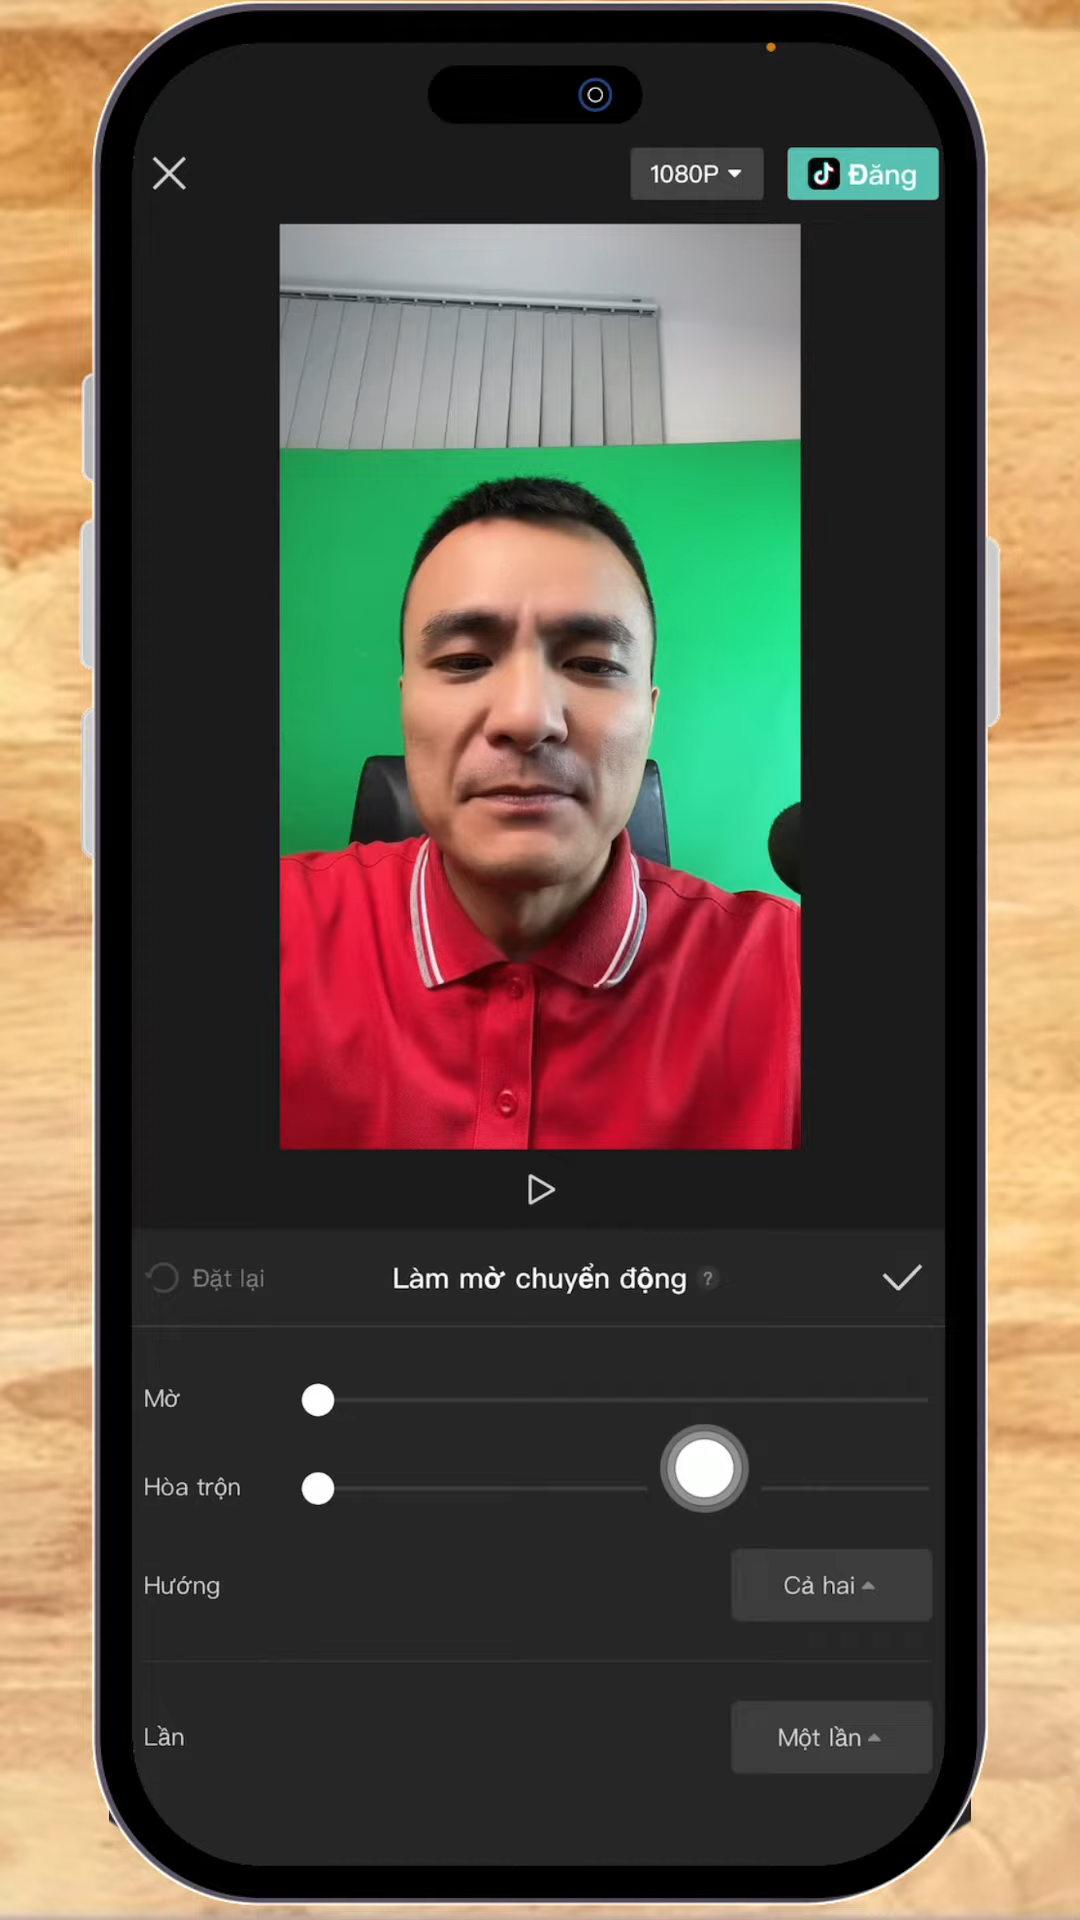 1080P
Đăng
Đặt lại
Làm mờ chuyển động ?
Mờ
Hòa trộn
Hướng
Cả hai
Lần
Một lần